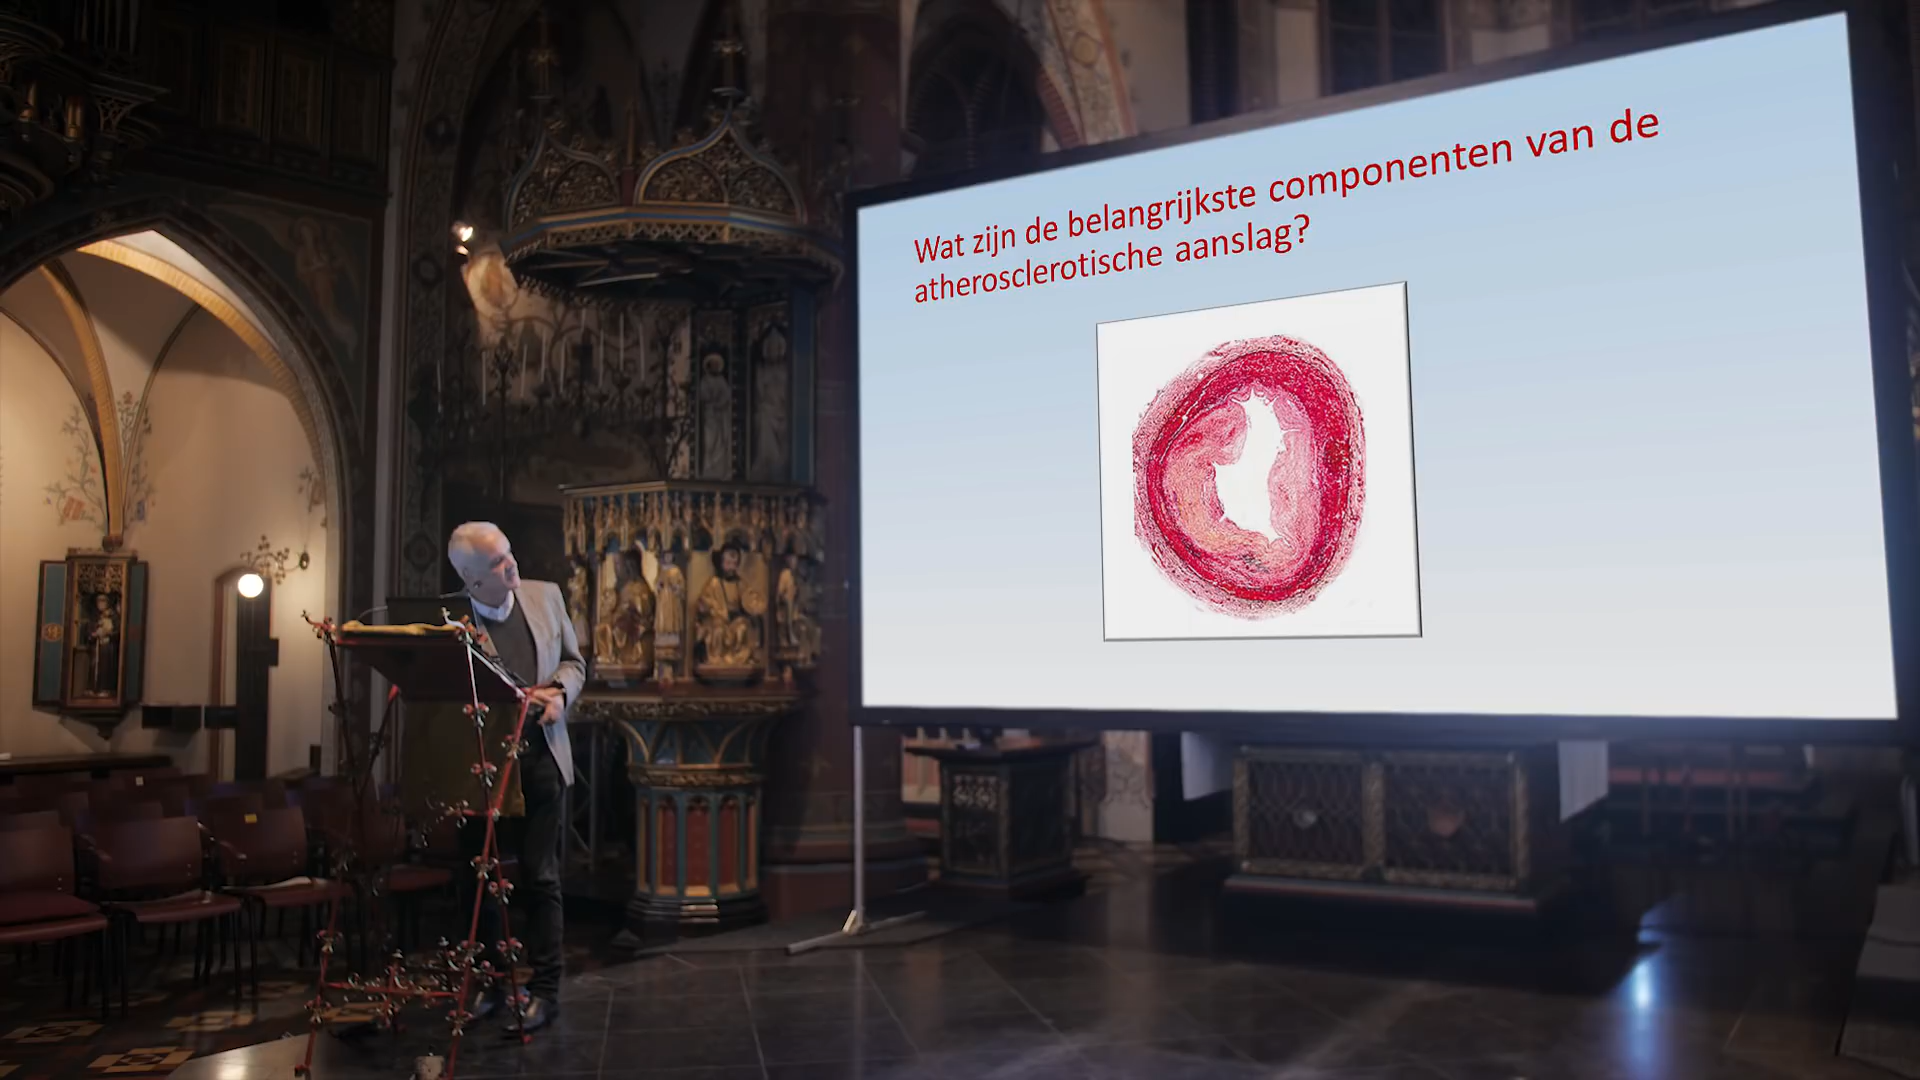 Wat zijn de belangrijkste componenten van de
atherosclerotische aanslag?